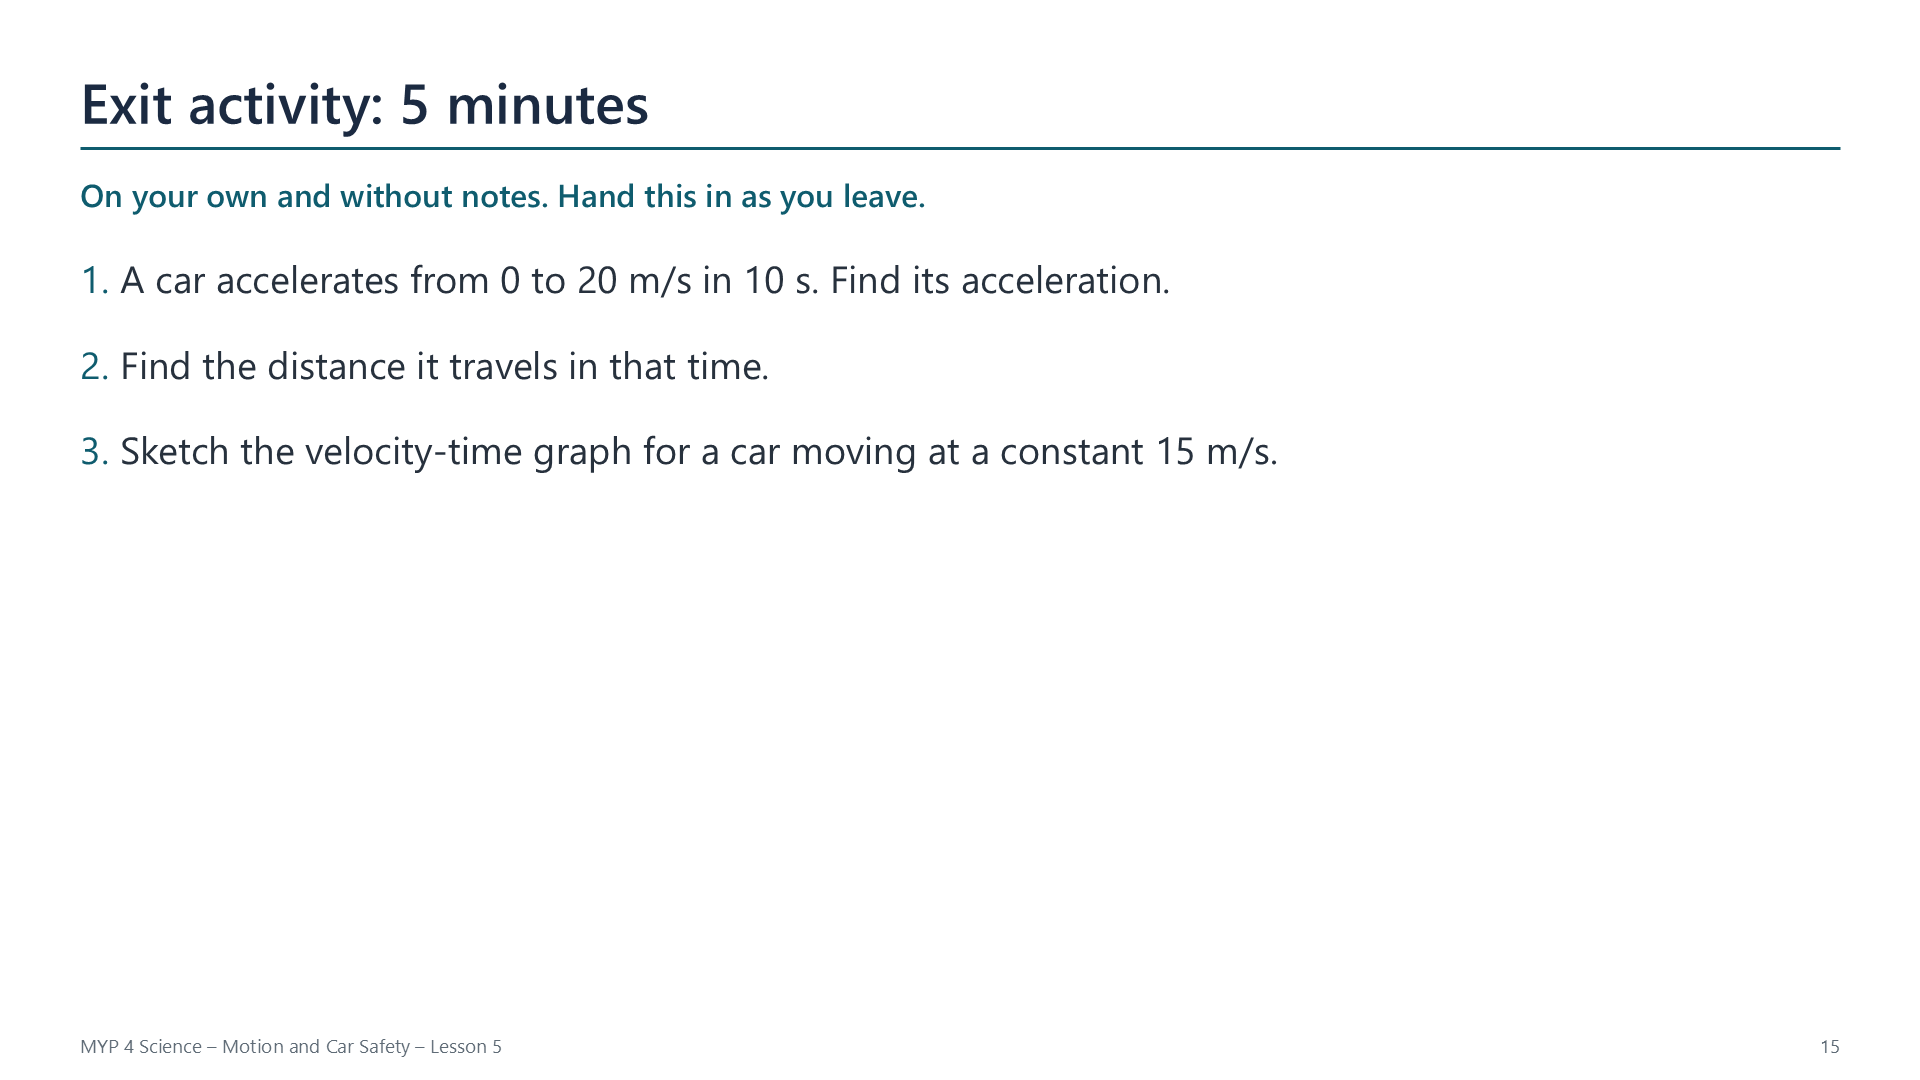 Exit activity: 5 minutes
On your own and without notes. Hand this in as you leave.
1. A car accelerates from 0 to 20 m/s in 10 s. Find its acceleration.
2. Find the distance it travels in that time.
3. Sketch the velocity-time graph for a car moving at a constant 15 m/s.
MYP 4 Science – Motion and Car Safety – Lesson 5
15